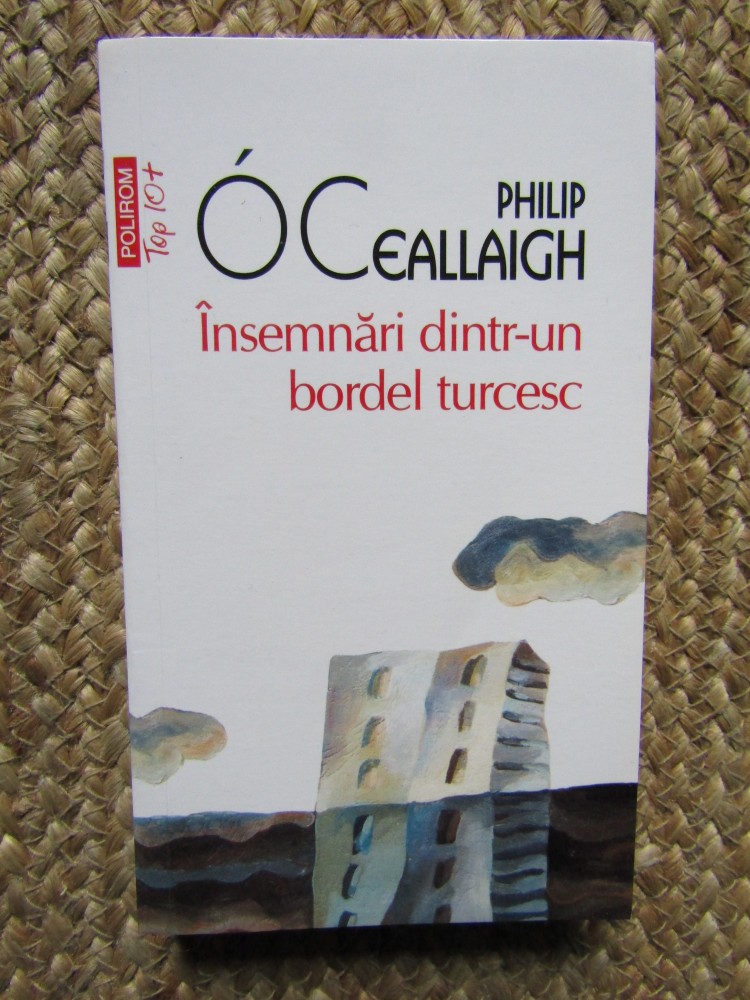 POLIROM
Top 10+
PHILIP
Ó CEALLAIGH
Însemnări dintr-un
bordel turcesc